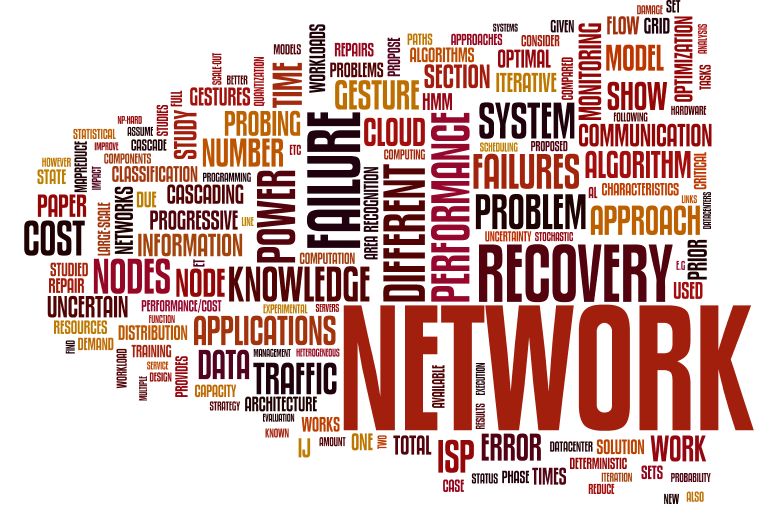 DAMAGE
SET
SYSTEMS
GIVEN
FLOW
GRID
MODELS
WORKLOADS
REPAIRS
PATHS
APPROACHES
CONSIDER
MONITORING
OPTIMIZATION
ANALYSIS
SCALE-OUT
BETTER
QUANTIZATION
TIME
PROBLEMS
PROPOSE
ALGORITHMS
OPTIMAL
MODEL
GESTURES
SECTION
ITERATIVE
COMPARED
TASKS
STUDIES
FULL
GESTURE
HMM
SHOW
HARDWARE
NP-HARD
STUDY
PROBING
FAILURE
CLOUD
PERFORMANCE
SYSTEM
FOLLOWING
STATISTICAL
ASSUME
IMPROVE
CASCADE
NUMBER
ETC
COMPUTING
SCHEDULING
PROPOSED
COMMUNICATION
HOWEVER
MAPREDUCE
COMPONENTS
STATE
IMPACT
CLASSIFICATION
PROGRAMMING
POWER
AREA RECOGNITION
DIFFERENT
FAILURES
ALGORITHM
CRITICAL
PAPER
LARGE-SCALE
NETWORKS
DUE
CASCADING
AL
CHARACTERISTICS
LINKS
DATACENTERS
COST
PROGRESSIVE
LINE
PROBLEM
APPROACH
INFORMATION
UNCERTAINTY
STOCHASTIC
STUDIED
REPAIR
NODES
ET
NODE
COMPUTATION
KNOWLEDGE
RECOVERY
E.G
PRIOR
USED
UNCERTAIN
PERFORMANCE/COST
EXPERIMENTAL
SERVERS
RESOURCES
FUNCTION
DISTRIBUTION
APPLICATIONS
NETWORK
FIND
DEMAND
WORKLOAD
TRAINING
SERVICE
DESIGN
MULTIPLE
PROVIDES
DATA
MANAGEMENT
HETEROGENEOUS
TRAFFIC
CAPACITY
STRATEGY
ARCHITECTURE
AVAILABLE
EXECUTION
RESULTS
EVALUATION
WORKS
KNOWN
IJ
AMOUNT
ONE
TWO
TOTAL
ISP
ERROR
DATACENTER
SOLUTION
WORK
DETERMINISTIC
CASE
STATUS
PHASE
TIMES
ITERATION
SETS
PROBABILITY
REDUCE
NEW
ALSO